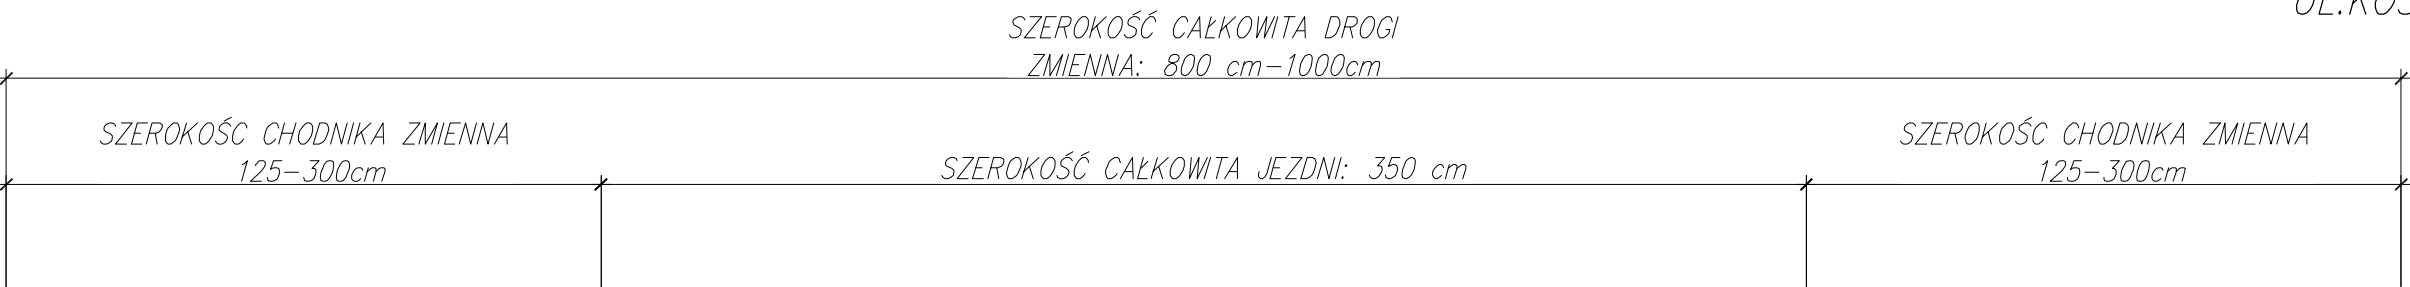 SZEROKOŚĆ CAŁKOWITA DROGI
ZMIENNA: 800 cm-1000cm
SZEROKOŚC CHODNIKA ZMIENNA
125-300cm
SZEROKOŚĆ CAŁKOWITA JEZDNI: 350 cm
SZEROKOŚC CHODNIKA ZMIENNA
125-300cm